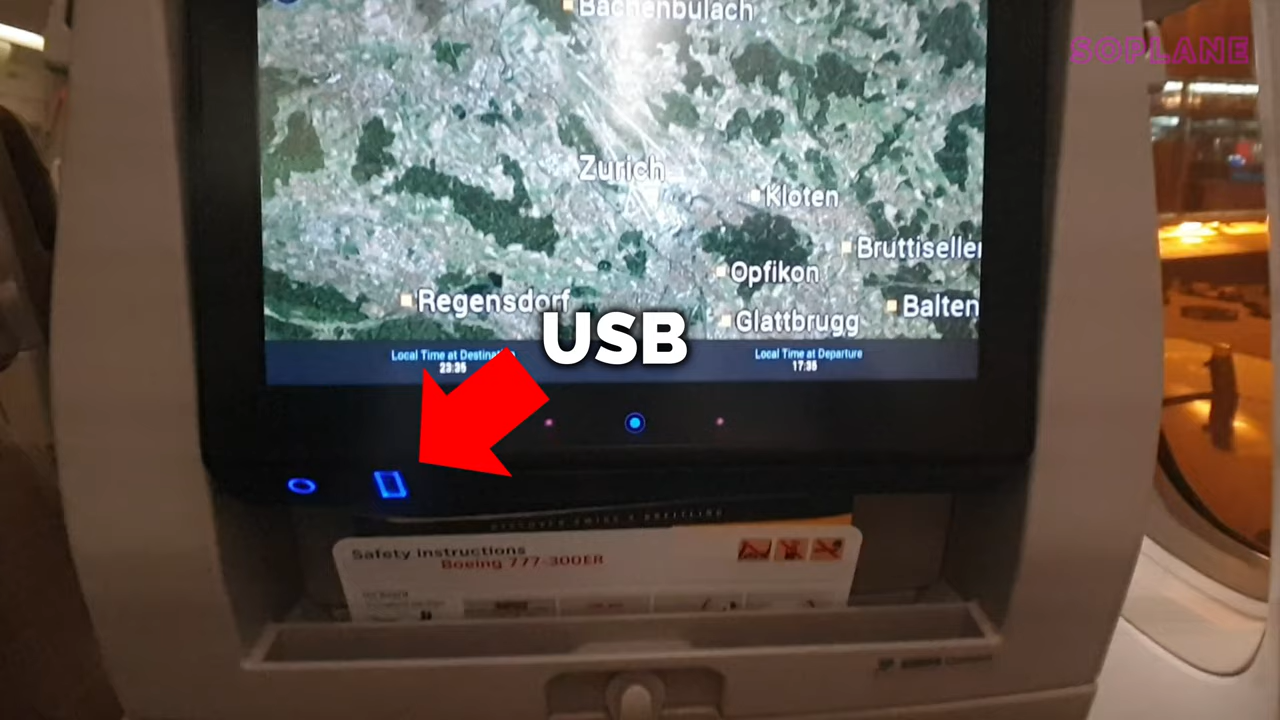 Bachenbulach
SOPLANE
Zurich
Kloten
Bruttiseller
Opfikon
Regensdorf
Balten
Glattbrugg
USB
Local Time at Destinat
23:35
Local Time at Departure
17:35
Safety instructions
Boeing 777-300ER